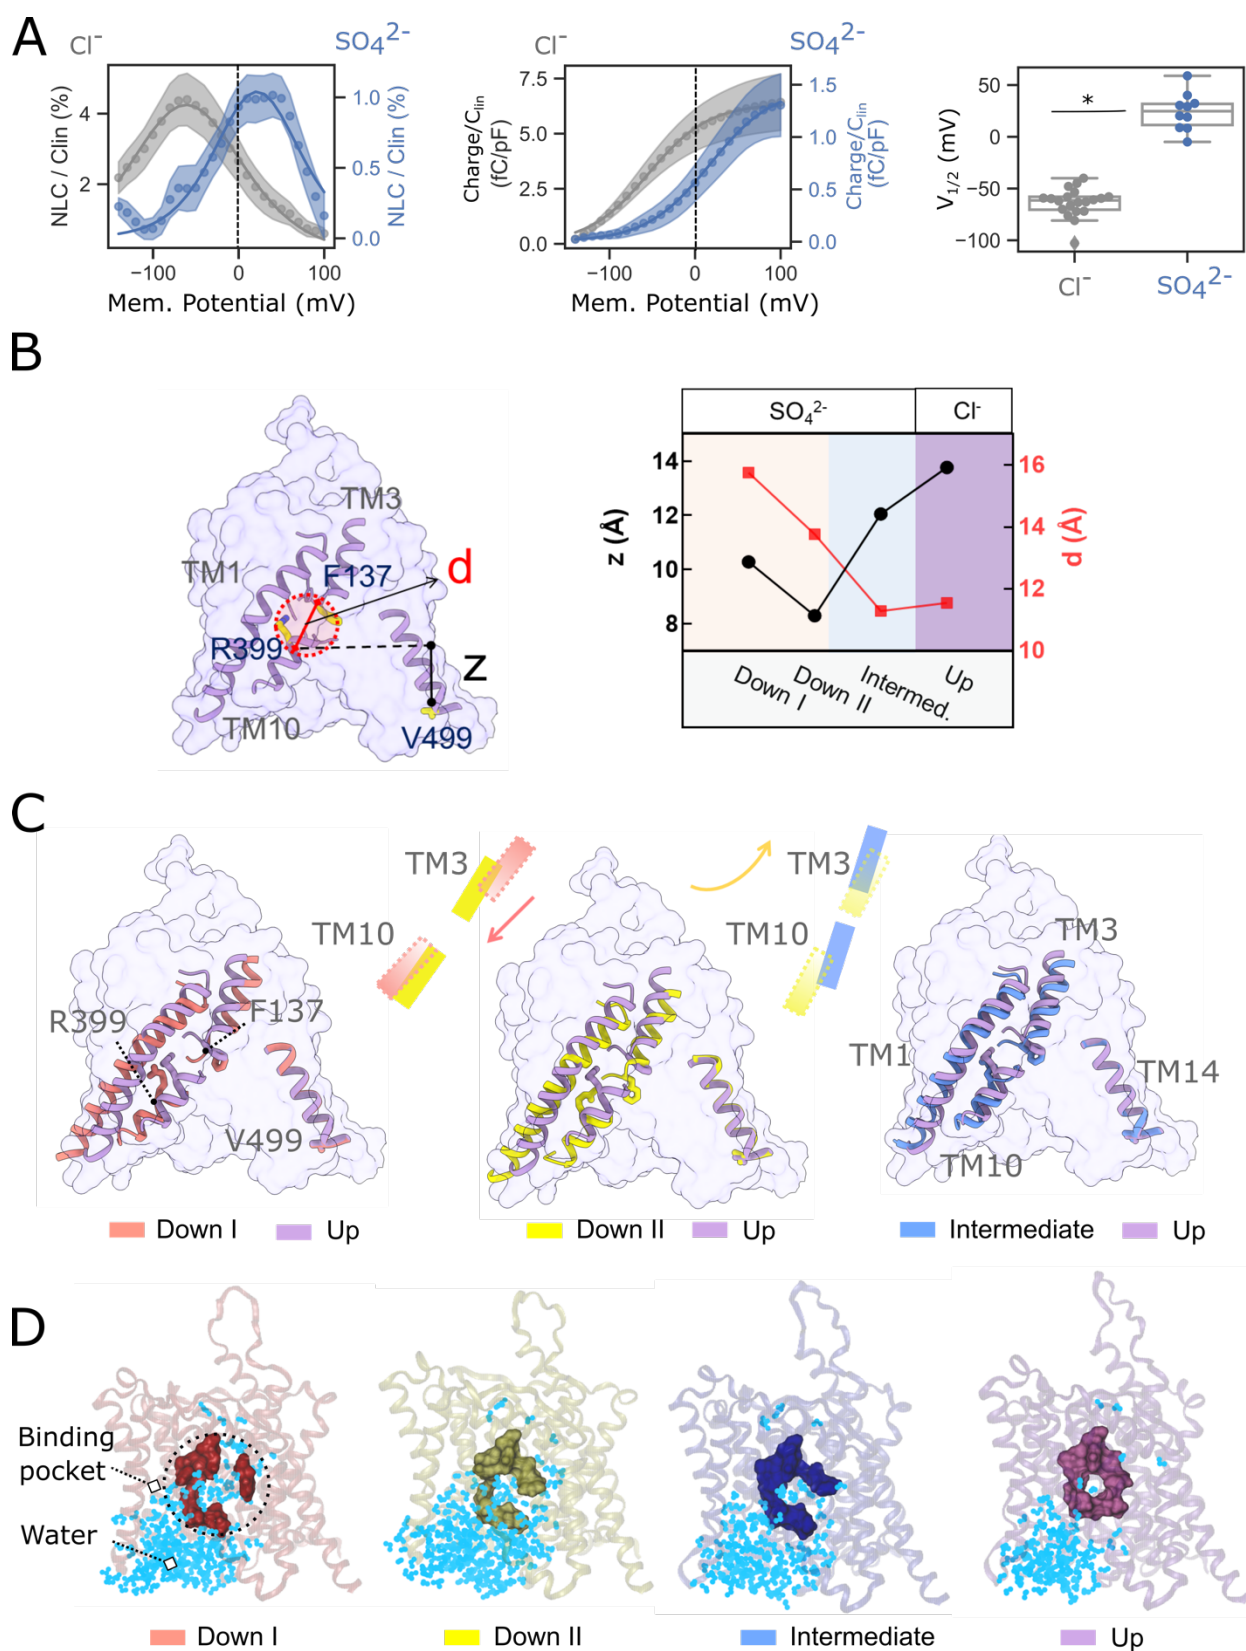 A
Cl⁻
SO₄²⁻
NLC / Clin (%)
4
2
1.0
0.5
0.0
NLC / Clin (%)
−100
0
100
Mem. Potential (mV)
Cl⁻
SO₄²⁻
Charge/C_lin
(fC/pF)
7.5
5.0
2.5
0.0
1.5
1.0
0.5
0.0
Charge/C_lin
(fC/pF)
−100
0
100
Mem. Potential (mV)
V₁/₂ (mV)
50
0
−50
−100
*
Cl⁻
SO₄²⁻
B
TM3
TM1
F137
d
R399
z
TM10
V499
SO₄²⁻
Cl⁻
z (Å)
14
12
10
8
16
14
12
10
d (Å)
Down I
Down II
Intermed.
Up
C
TM3
TM10
TM3
TM10
R399
F137
V499
TM3
TM1
TM14
TM10
Down I
Up
Down II
Up
Intermediate
Up
D
Binding
pocket
Water
Down I
Down II
Intermediate
Up